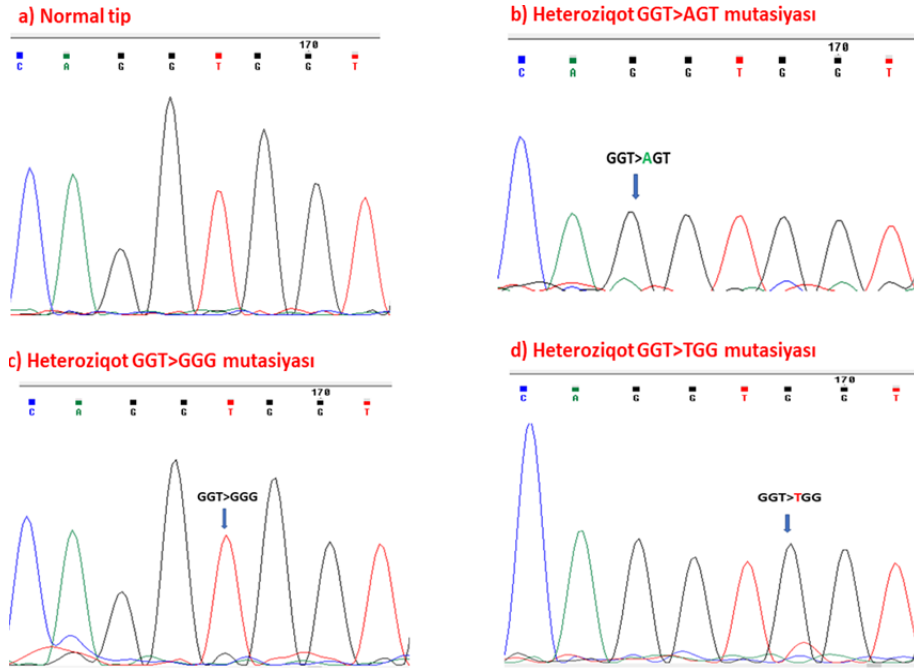 a) Normal tip
170
C A G G T G G T
b) Heteroziqot GGT>AGT mutasiyası
170
C A G G T G G T
GGT>AGT
c) Heteroziqot GGT>GGG mutasiyası
170
C A G G T G G T
GGT>GGG
d) Heteroziqot GGT>TGG mutasiyası
170
C A G G T G G T
GGT>TGG